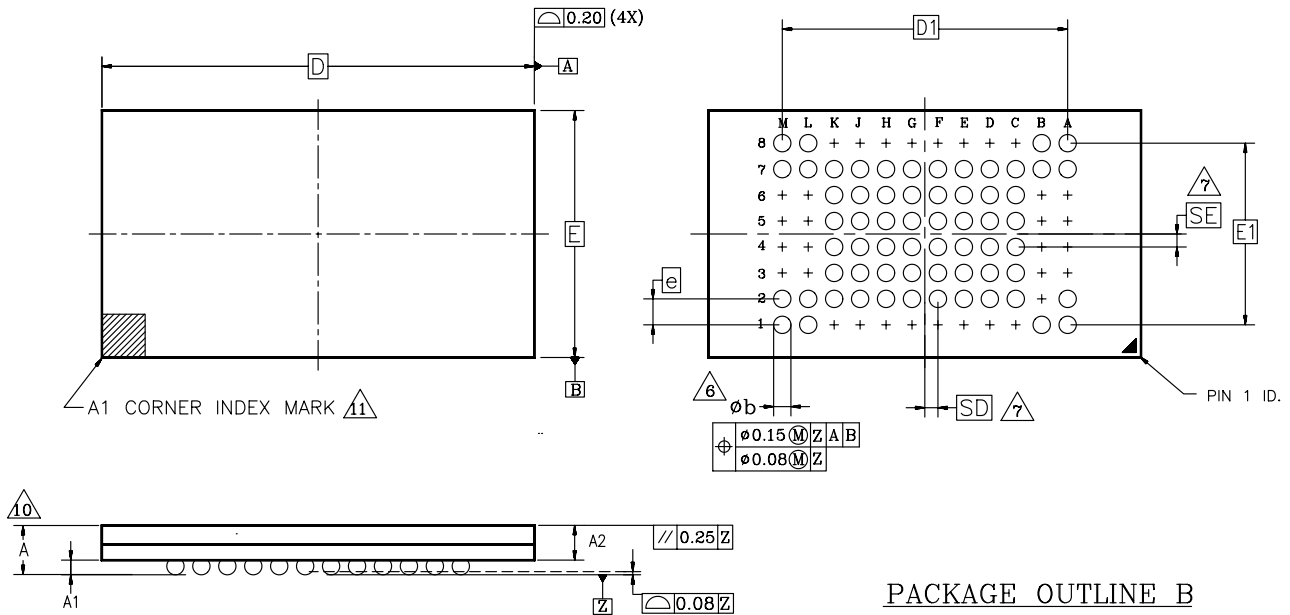 ⌓ 0.20 (4X)
D
A
D1
M L K J H G F E D C B A
8
7
6
5
4
3
2
1
E
7
SE
E1
e
B
A1 CORNER INDEX MARK 11
6
øb
SD
7
PIN 1 ID.
⌖ ø0.15 Ⓜ Z A B
ø0.08 Ⓜ Z
10
A
A1
A2
// 0.25 Z
Z
⌓ 0.08 Z
PACKAGE OUTLINE B